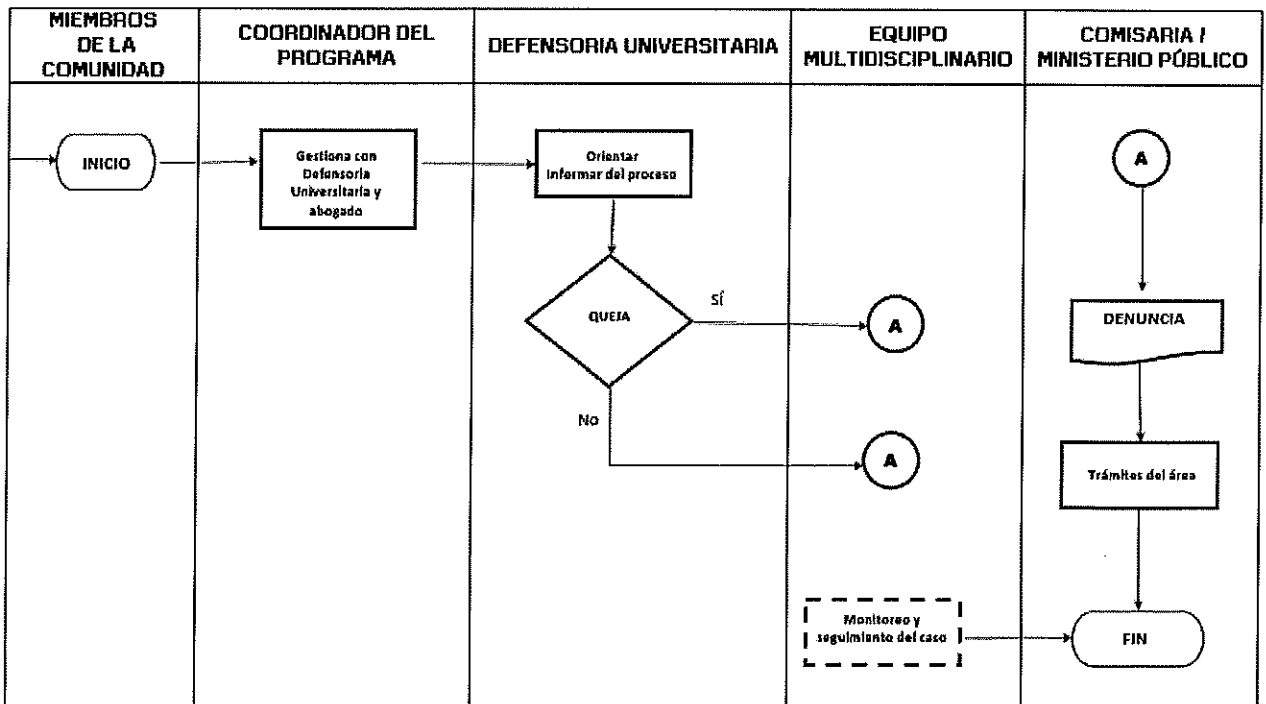 MIEMBROS
DE LA
COMUNIDAD
COORDINADOR DEL
PROGRAMA
DEFENSORIA UNIVERSITARIA
EQUIPO
MULTIDISCIPLINARIO
COMISARIA /
MINISTERIO PÚBLICO
INICIO
Gestiona con
Defensoria
Universitaria y
abogado
Orientar
Informar del proceso
QUEJA
SÍ
No
A
A
A
DENUNCIA
Trámites del área
Monitoreo y
seguimiento del caso
FIN